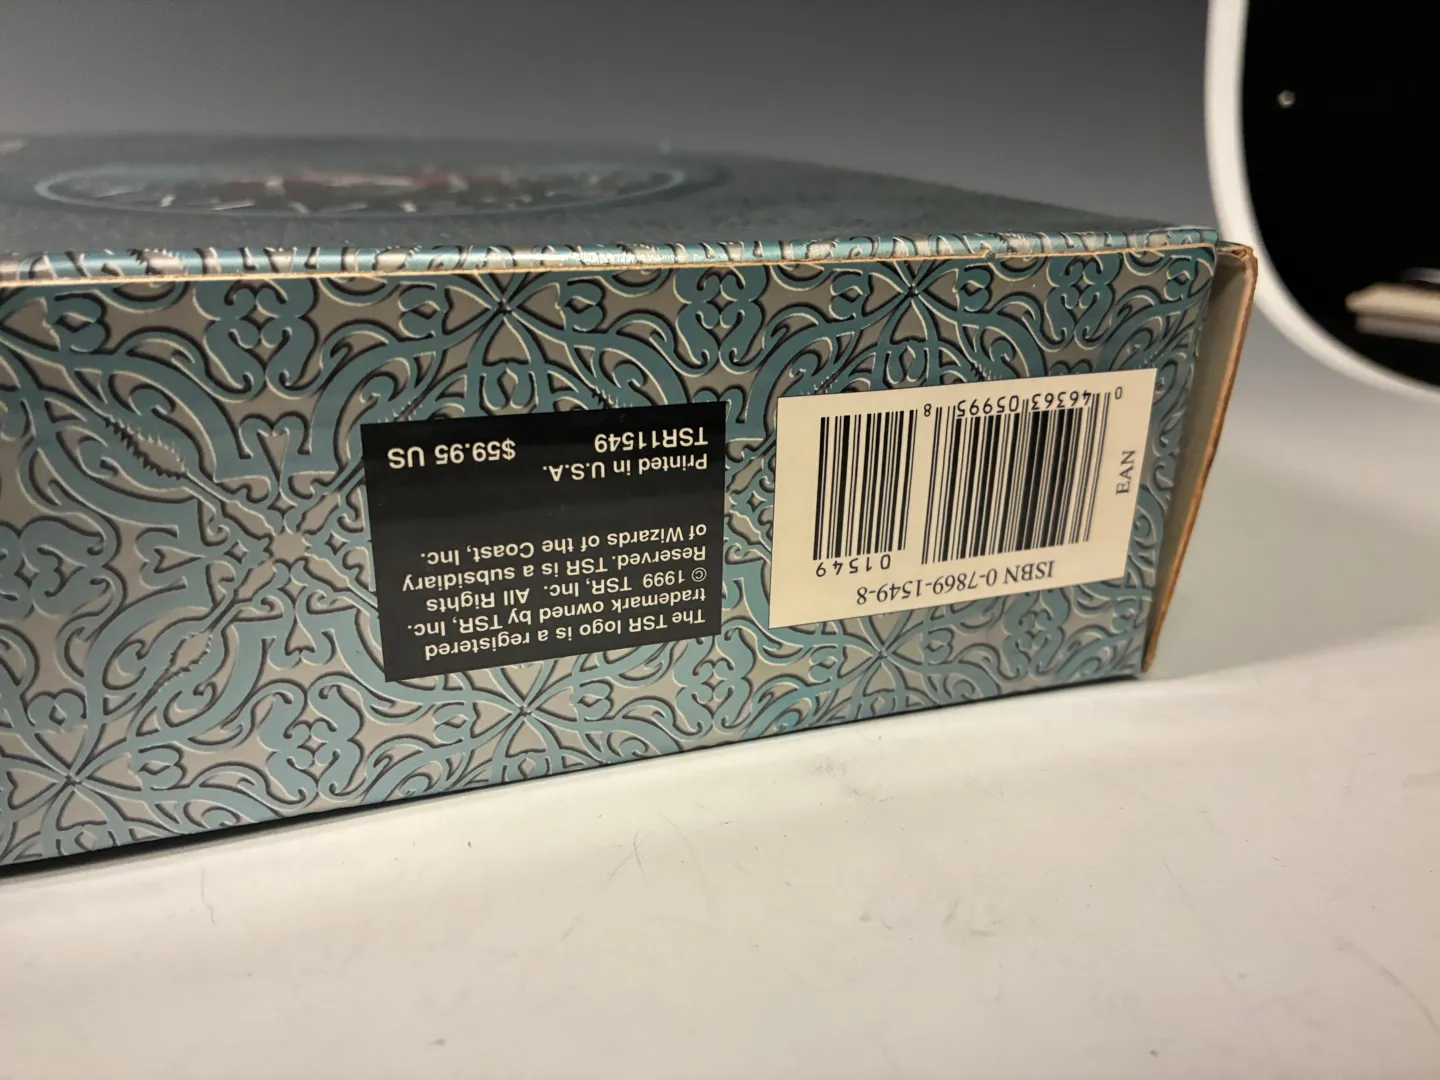 The TSR logo is a registered
trademark owned by TSR, Inc.
© 1999 TSR, Inc. All Rights
Reserved. TSR is a subsidiary
of Wizards of the Coast, Inc.
Printed in U.S.A.
TSR11549 $59.95 US
ISBN 0-7869-1549-8
01549
EAN
0 46363 05995 8